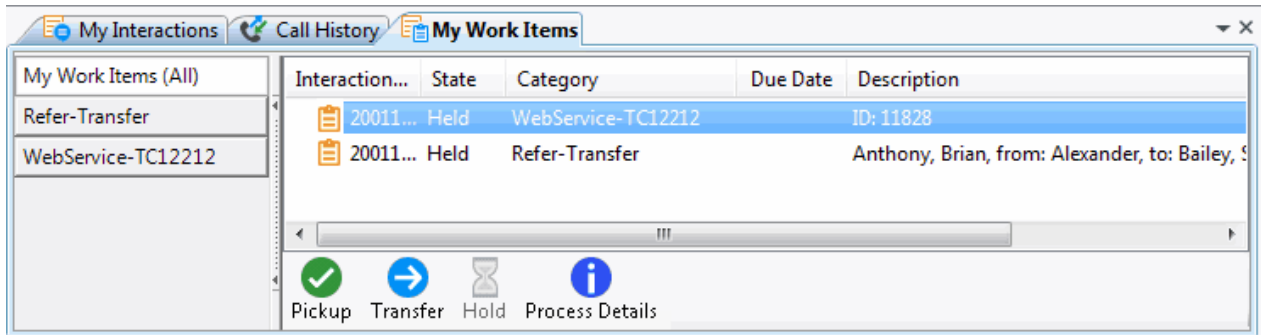 My Interactions Call History My Work Items
My Work Items (All)
Refer-Transfer
WebService-TC12212
Interaction... State Category Due Date Description
20011... Held WebService-TC12212 ID: 11828
20011... Held Refer-Transfer Anthony, Brian, from: Alexander, to: Bailey, S
Pickup Transfer Hold Process Details